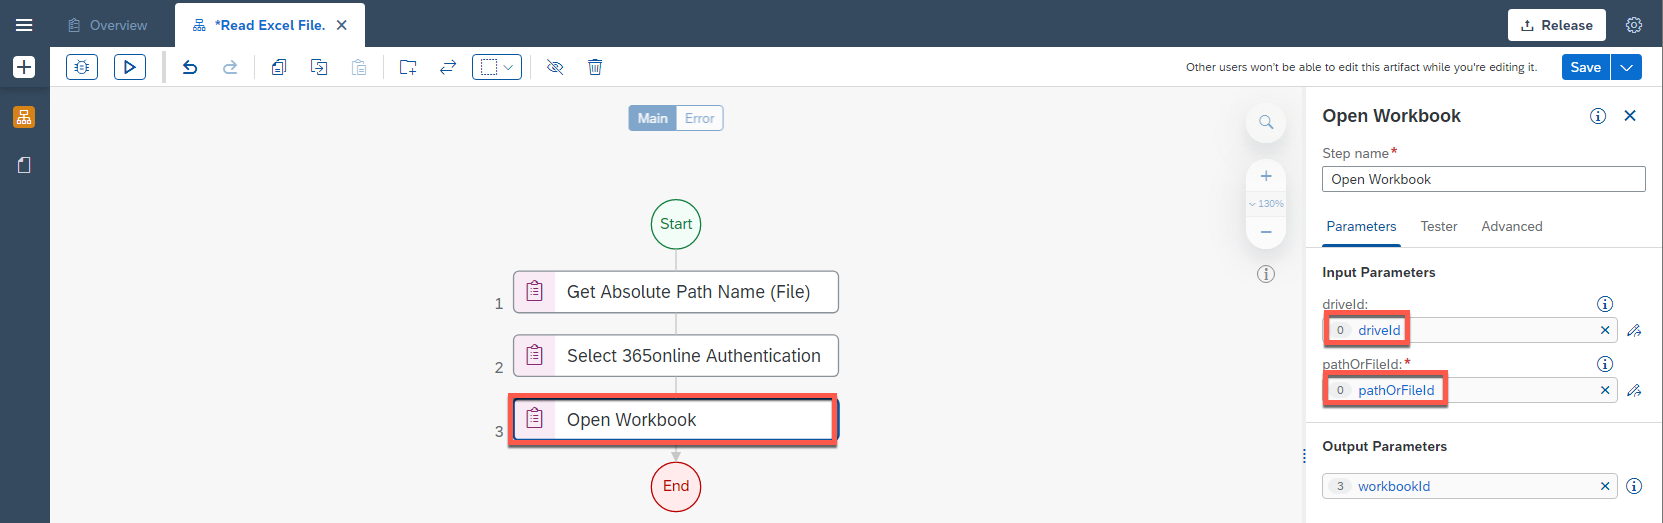 Overview
*Read Excel File.
Release
Other users won't be able to edit this artifact while you're editing it.
Save
Main
Error
130%
Start
1
Get Absolute Path Name (File)
2
Select 365online Authentication
3
Open Workbook
End
Open Workbook
Step name*
Open Workbook
Parameters
Tester
Advanced
Input Parameters
driveId:
0 driveId
pathOrFileId:*
0 pathOrFileId
Output Parameters
3 workbookId